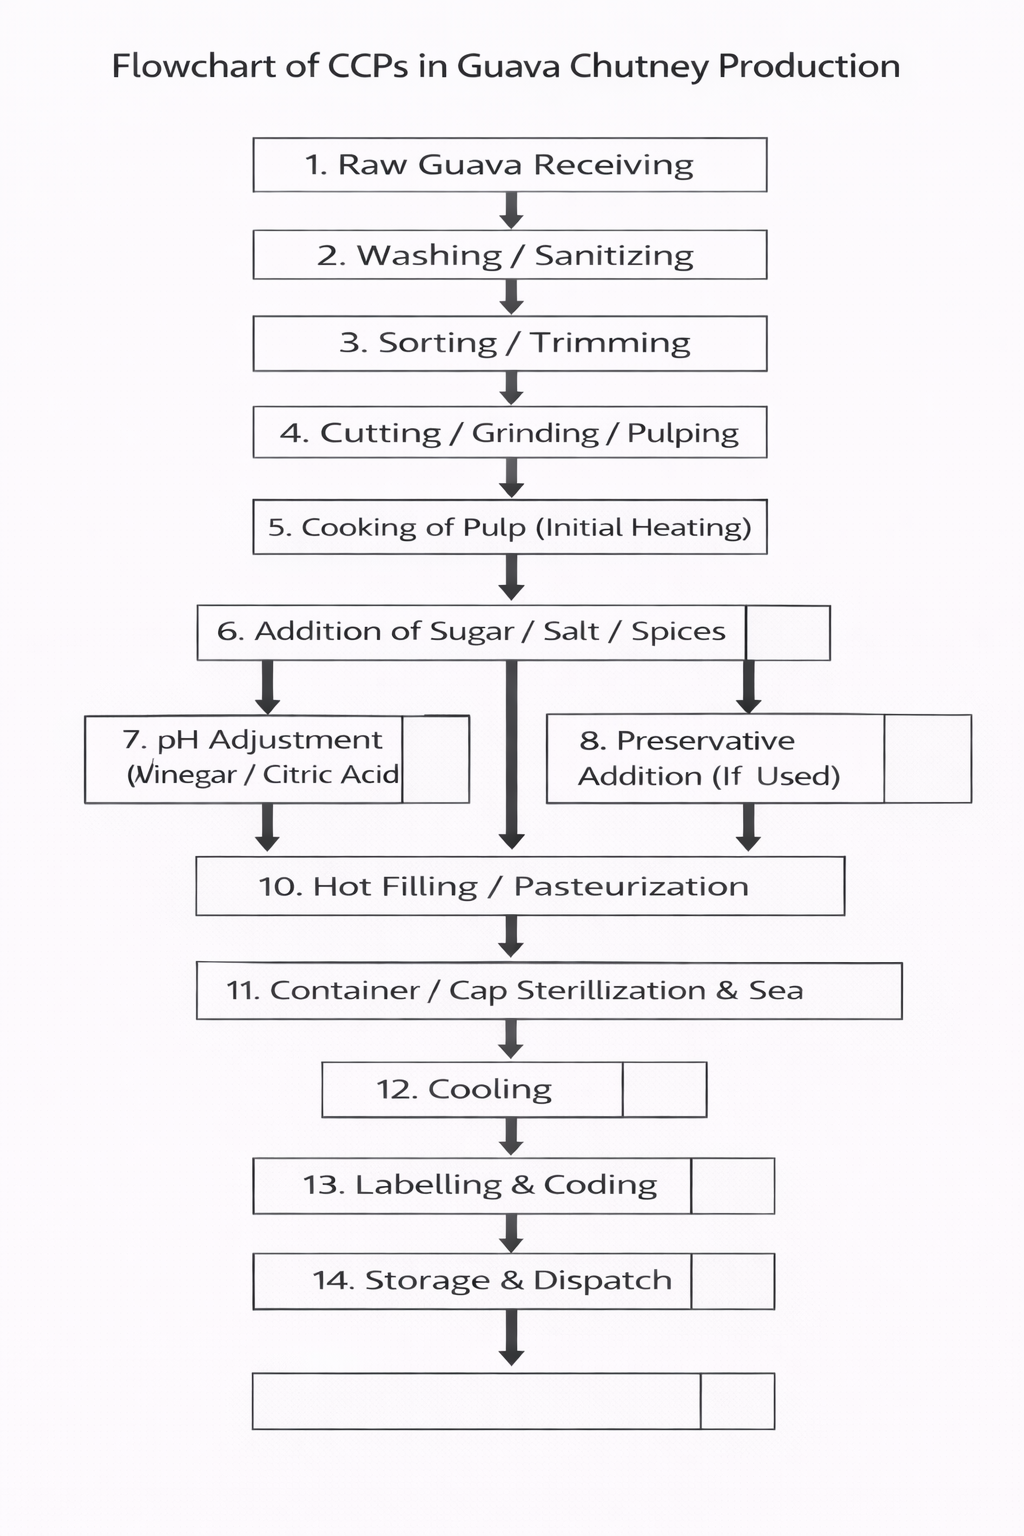 Flowchart of CCPs in Guava Chutney Production
1. Raw Guava Receiving
2. Washing / Sanitizing
3. Sorting / Trimming
4. Cutting / Grinding / Pulping
5. Cooking of Pulp (Initial Heating)
6. Addition of Sugar / Salt / Spices
7. pH Adjustment
(Vinegar / Citric Acid
8. Preservative
Addition (If Used)
10. Hot Filling / Pasteurization
11. Container / Cap Sterillization & Sea
12. Cooling
13. Labelling & Coding
14. Storage & Dispatch